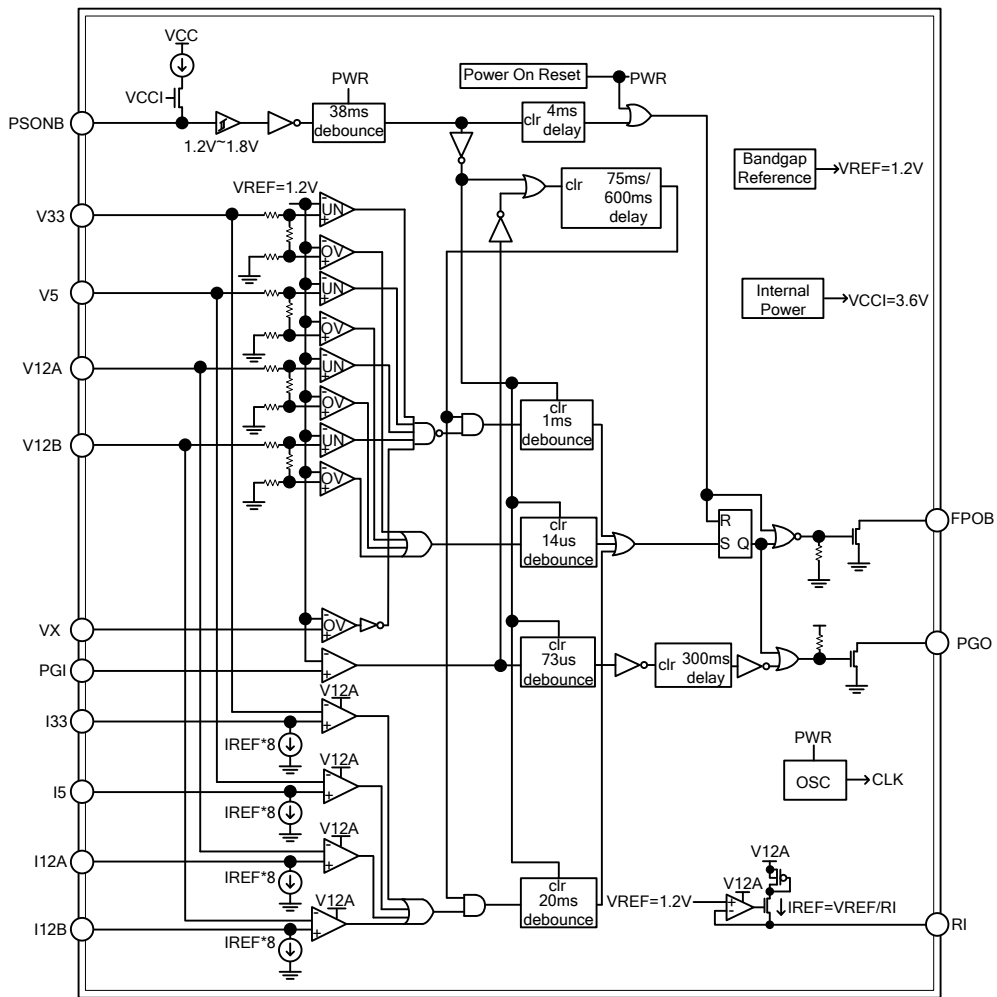 VCC
VCCI
PSONB
1.2V~1.8V
PWR
38ms
debounce
Power On Reset
PWR
clr
4ms
delay
Bandgap
Reference
VREF=1.2V
VREF=1.2V
clr
75ms/
600ms
delay
V33
-
UN
+
-
OV
+
Internal
Power
VCCI=3.6V
V5
-
UN
+
-
OV
+
V12A
-
UN
+
-
OV
+
clr
1ms
debounce
V12B
-
UN
+
-
OV
+
R
S
Q
FPOB
clr
14us
debounce
VX
-
OV
+
PGI
-
+
clr
73us
debounce
clr
300ms
delay
PGO
V12A
-
+
I33
IREF*8
PWR
OSC
CLK
V12A
-
+
I5
IREF*8
V12A
-
+
I12A
IREF*8
V12A
-
+
I12B
IREF*8
clr
20ms
debounce
VREF=1.2V
V12A
V12A
+
-
IREF=VREF/RI
RI